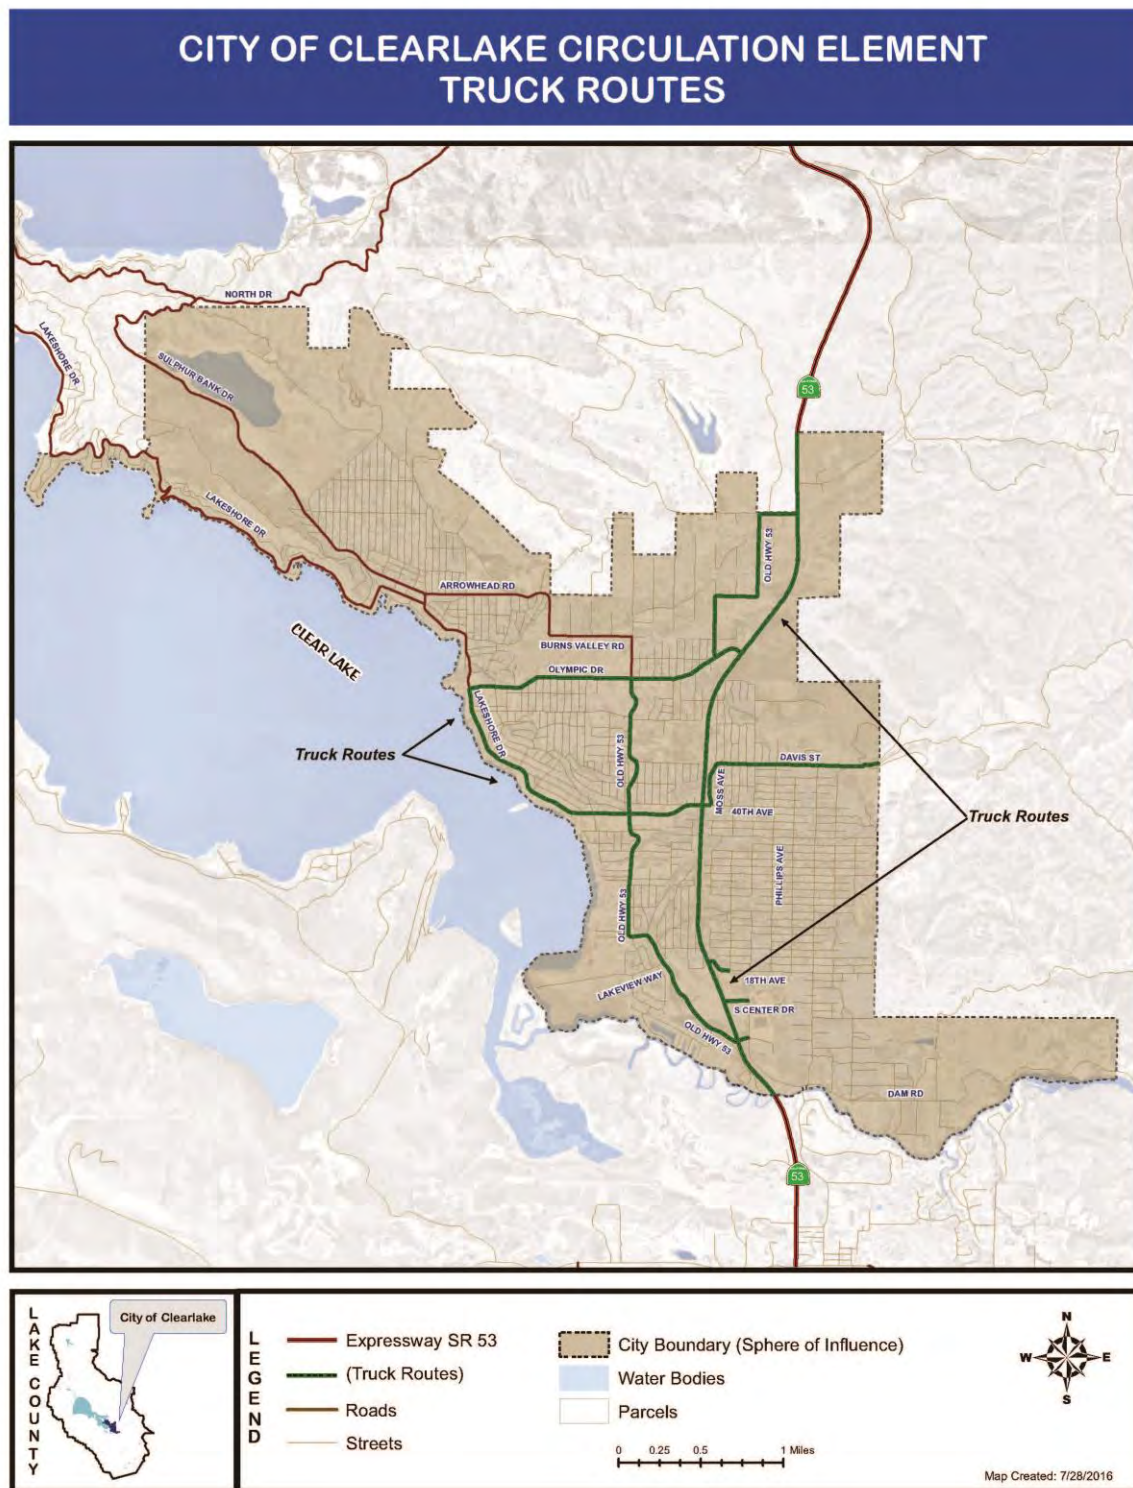 CITY OF CLEARLAKE CIRCULATION ELEMENT
TRUCK ROUTES
NORTH DR
LAKESHORE DR
SULPHUR BANK DR
53
LAKESHORE DR
OLD HWY 53
ARROWHEAD RD
CLEAR LAKE
BURNS VALLEY RD
OLYMPIC DR
LAKESHORE DR
Truck Routes
OLD HWY 53
DAVIS ST
MOSS AVE
40TH AVE
Truck Routes
PHILLIPS AVE
OLD HWY 53
18TH AVE
LAKEVIEW WAY
S CENTER DR
OLD HWY 53
DAM RD
53
LAKE COUNTY
City of Clearlake
LEGEND
Expressway SR 53
(Truck Routes)
Roads
Streets
City Boundary (Sphere of Influence)
Water Bodies
Parcels
0 0.25 0.5 1 Miles
N
W E
S
Map Created: 7/28/2016